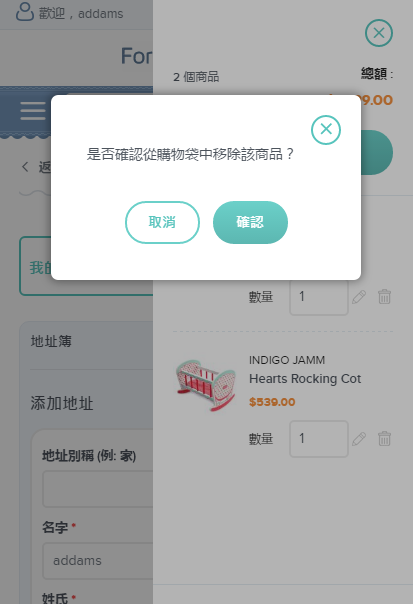 歡迎，addams
For
2 個商品
總額 :
9.00
返
是否確認從購物袋中移除該商品？
取消
確認
我的
數量
1
地址簿
INDIGO JAMM
Hearts Rocking Cot
$539.00
添加地址
數量
1
地址別稱 (例: 家)
名字 *
addams
姓氏 *